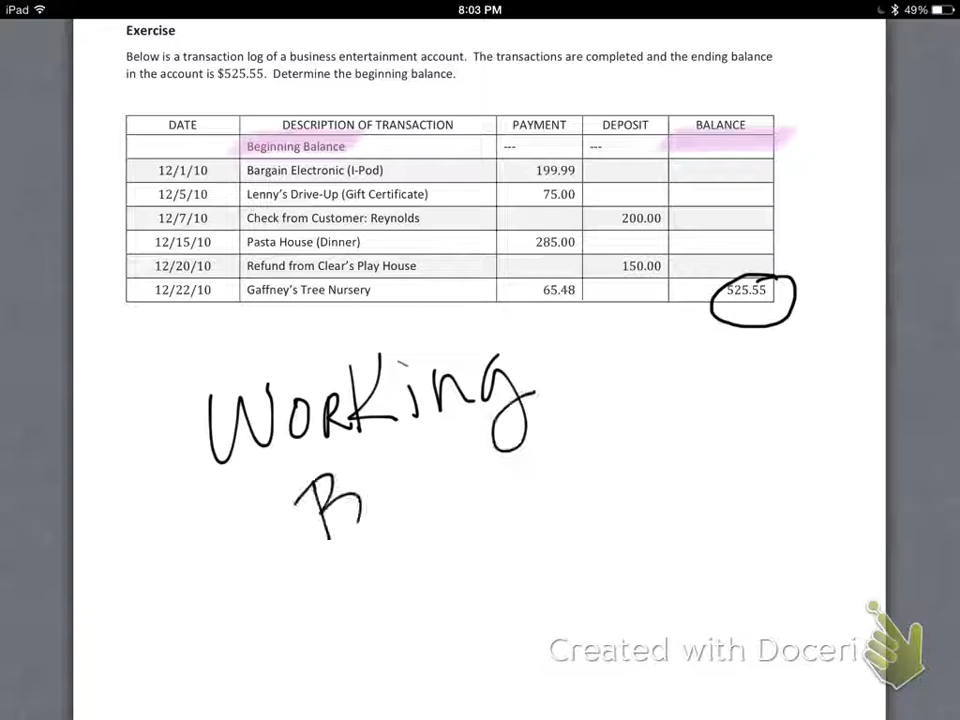 iPad 8:03 PM 49%
Exercise
Below is a transaction log of a business entertainment account. The transactions are completed and the ending balance
in the account is $525.55. Determine the beginning balance.
DATE DESCRIPTION OF TRANSACTION PAYMENT DEPOSIT BALANCE
Beginning Balance --- ---
12/1/10 Bargain Electronic (I-Pod) 199.99
12/5/10 Lenny's Drive-Up (Gift Certificate) 75.00
12/7/10 Check from Customer: Reynolds 200.00
12/15/10 Pasta House (Dinner) 285.00
12/20/10 Refund from Clear's Play House 150.00
12/22/10 Gaffney's Tree Nursery 65.48 525.55
Working
B
Created with Doceri